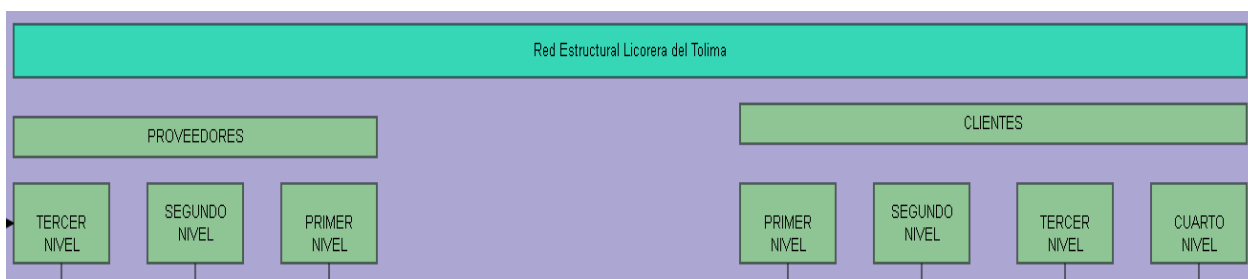 Red Estructural Licorera del Tolima
PROVEEDORES
CLIENTES
TERCER
NIVEL
SEGUNDO
NIVEL
PRIMER
NIVEL
PRIMER
NIVEL
SEGUNDO
NIVEL
TERCER
NIVEL
CUARTO
NIVEL